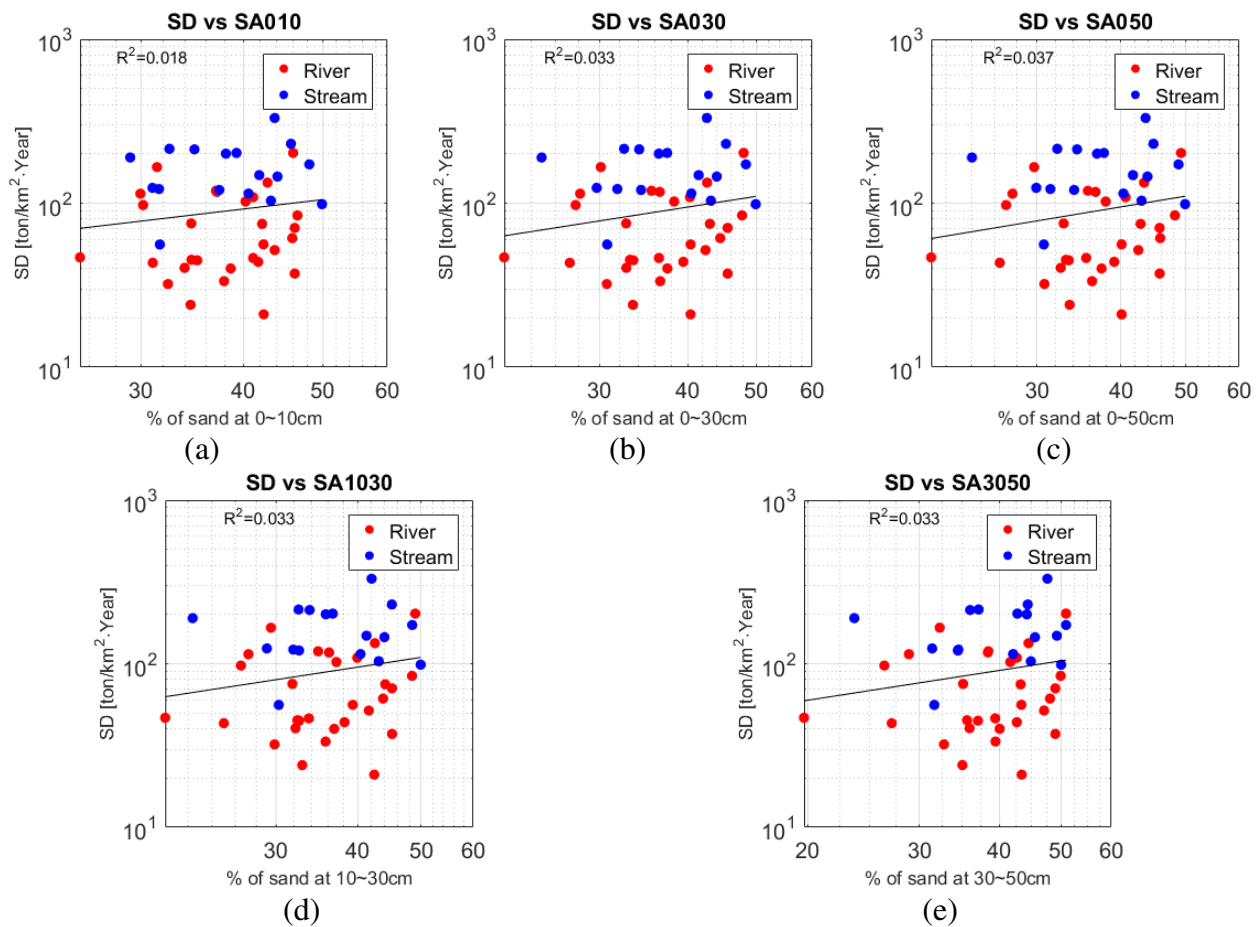 SD vs SA010
10³
R²=0.018
River
Stream
SD [ton/km²·Year]
10²
10¹
30 40 50 60
% of sand at 0~10cm
(a)
SD vs SA030
10³
R²=0.033
River
Stream
SD [ton/km²·Year]
10²
10¹
30 40 50 60
% of sand at 0~30cm
(b)
SD vs SA050
10³
R²=0.037
River
Stream
SD [ton/km²·Year]
10²
10¹
30 40 50 60
% of sand at 0~50cm
(c)
SD vs SA1030
10³
R²=0.033
River
Stream
SD [ton/km²·Year]
10²
10¹
30 40 50 60
% of sand at 10~30cm
(d)
SD vs SA3050
10³
R²=0.033
River
Stream
SD [ton/km²·Year]
10²
10¹
20 30 40 50 60
% of sand at 30~50cm
(e)